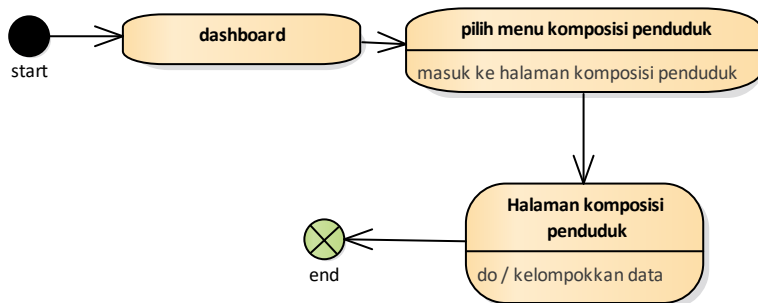 start
dashboard
pilih menu komposisi penduduk
masuk ke halaman komposisi penduduk
Halaman komposisi
penduduk
do / kelompokkan data
end